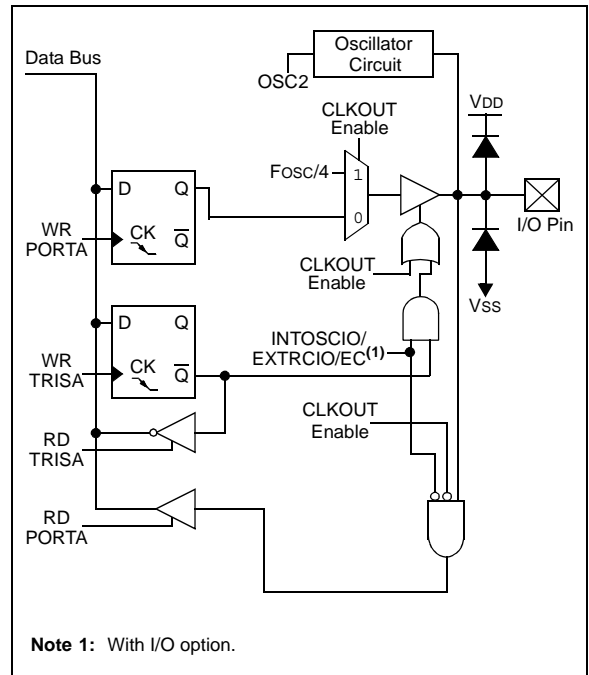 Data Bus
Oscillator
Circuit
OSC2
VDD
CLKOUT
Enable
FOSC/4
1
0
D
Q
CK
Q
WR
PORTA
I/O Pin
CLKOUT
Enable
VSS
D
Q
CK
Q
WR
TRISA
INTOSCIO/
EXTRCIO/EC(1)
CLKOUT
Enable
RD
TRISA
RD
PORTA
Note 1: With I/O option.